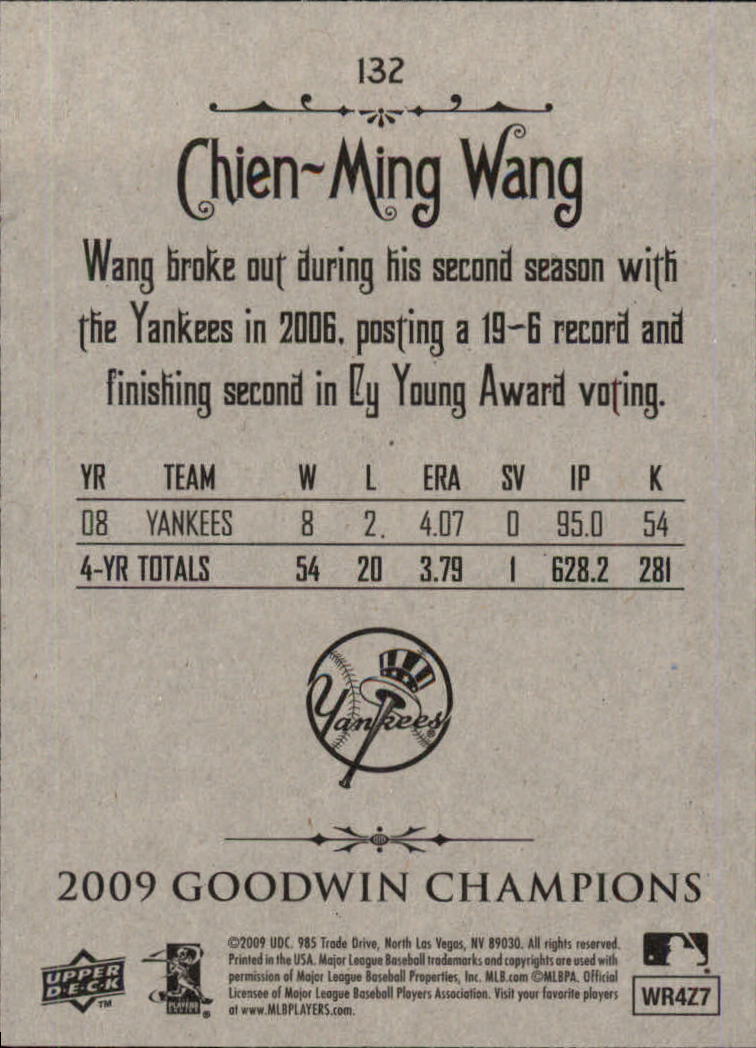 132
Chien-Ming Wang
Wang broke out during his second season with
the Yankees in 2006, posting a 19-6 record and
finishing second in Cy Young Award voting.
YR TEAM W L ERA SV IP K
08 YANKEES 8 2. 4.07 0 95.0 54
4-YR TOTALS 54 20 3.79 1 628.2 281
Yankees®
2009 GOODWIN CHAMPIONS
©2009 UDC. 985 Trade Drive, North Las Vegas, NV 89030. All rights reserved.
Printed in the USA. Major League Baseball trademarks and copyrights are used with
permission of Major League Baseball Properties, Inc. MLB.com ©MLBPA. Official
Licensee of Major League Baseball Players Association. Visit your favorite players
at www.MLBPLAYERS.com.
UPPER
DECK
TM
PLAYERS
®
WR4Z7